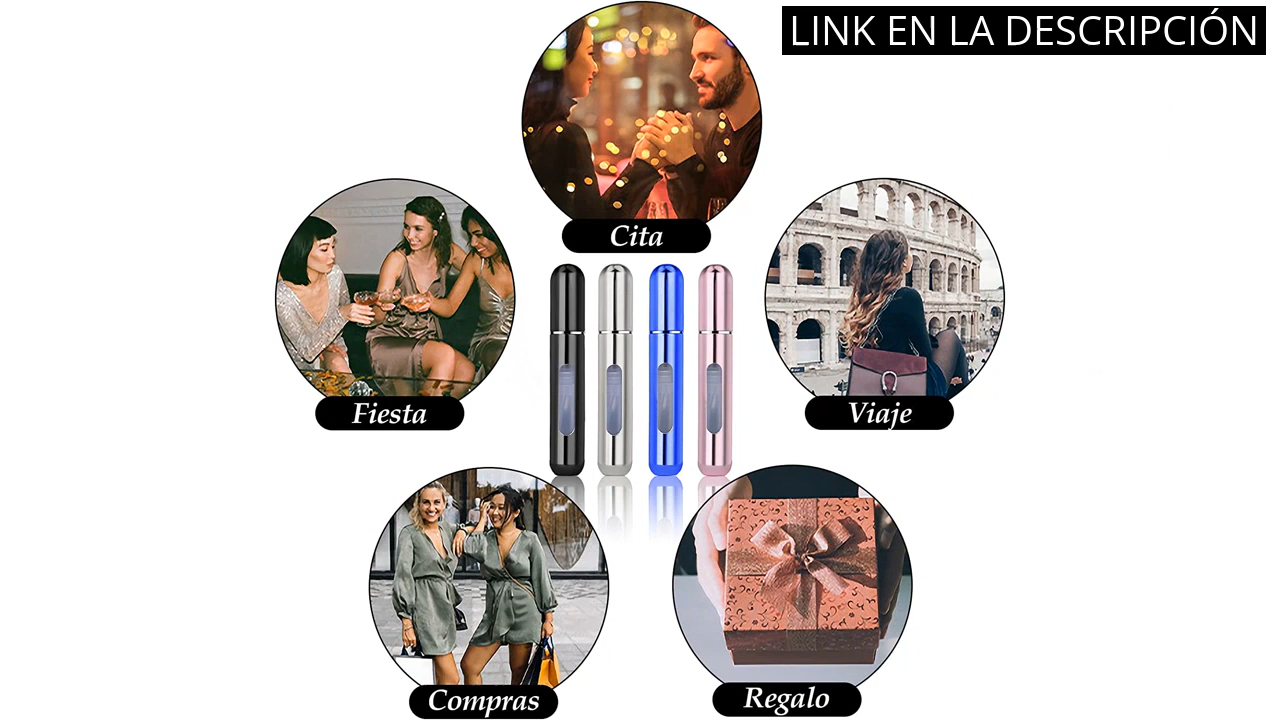 LINK EN LA DESCRIPCIÓN
Cita
Fiesta
Viaje
Compras
Regalo